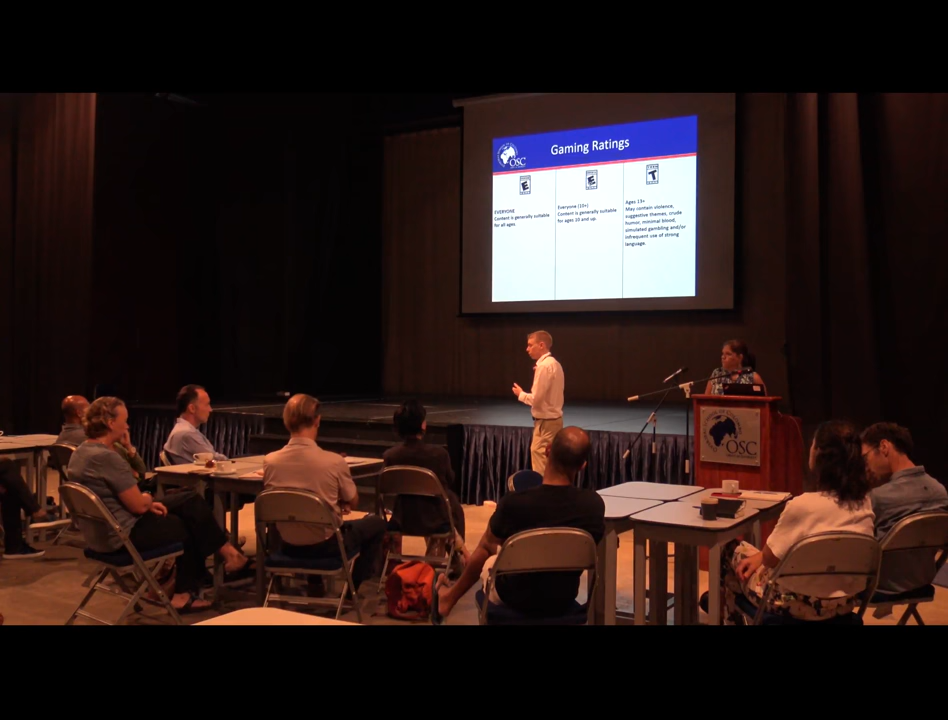 Gaming Ratings
OSC
E
E
T
EVERYONE
Content is generally suitable
for all ages
Everyone (10+)
Content is generally suitable
for ages 10 and up
Ages 13+
May contain violence,
suggestive themes, crude
humor, minimal blood,
simulated gambling and/or
infrequent use of strong
language.
OSC